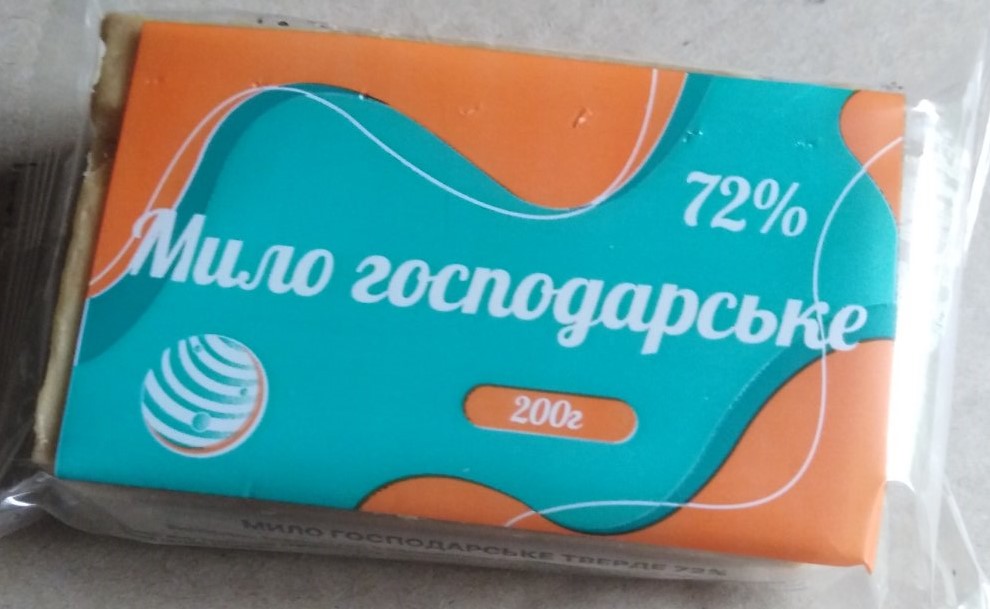 72%
Мило господарське
200г
МИЛО ГОСПОДАРСЬКЕ ТВЕРДЕ 72%